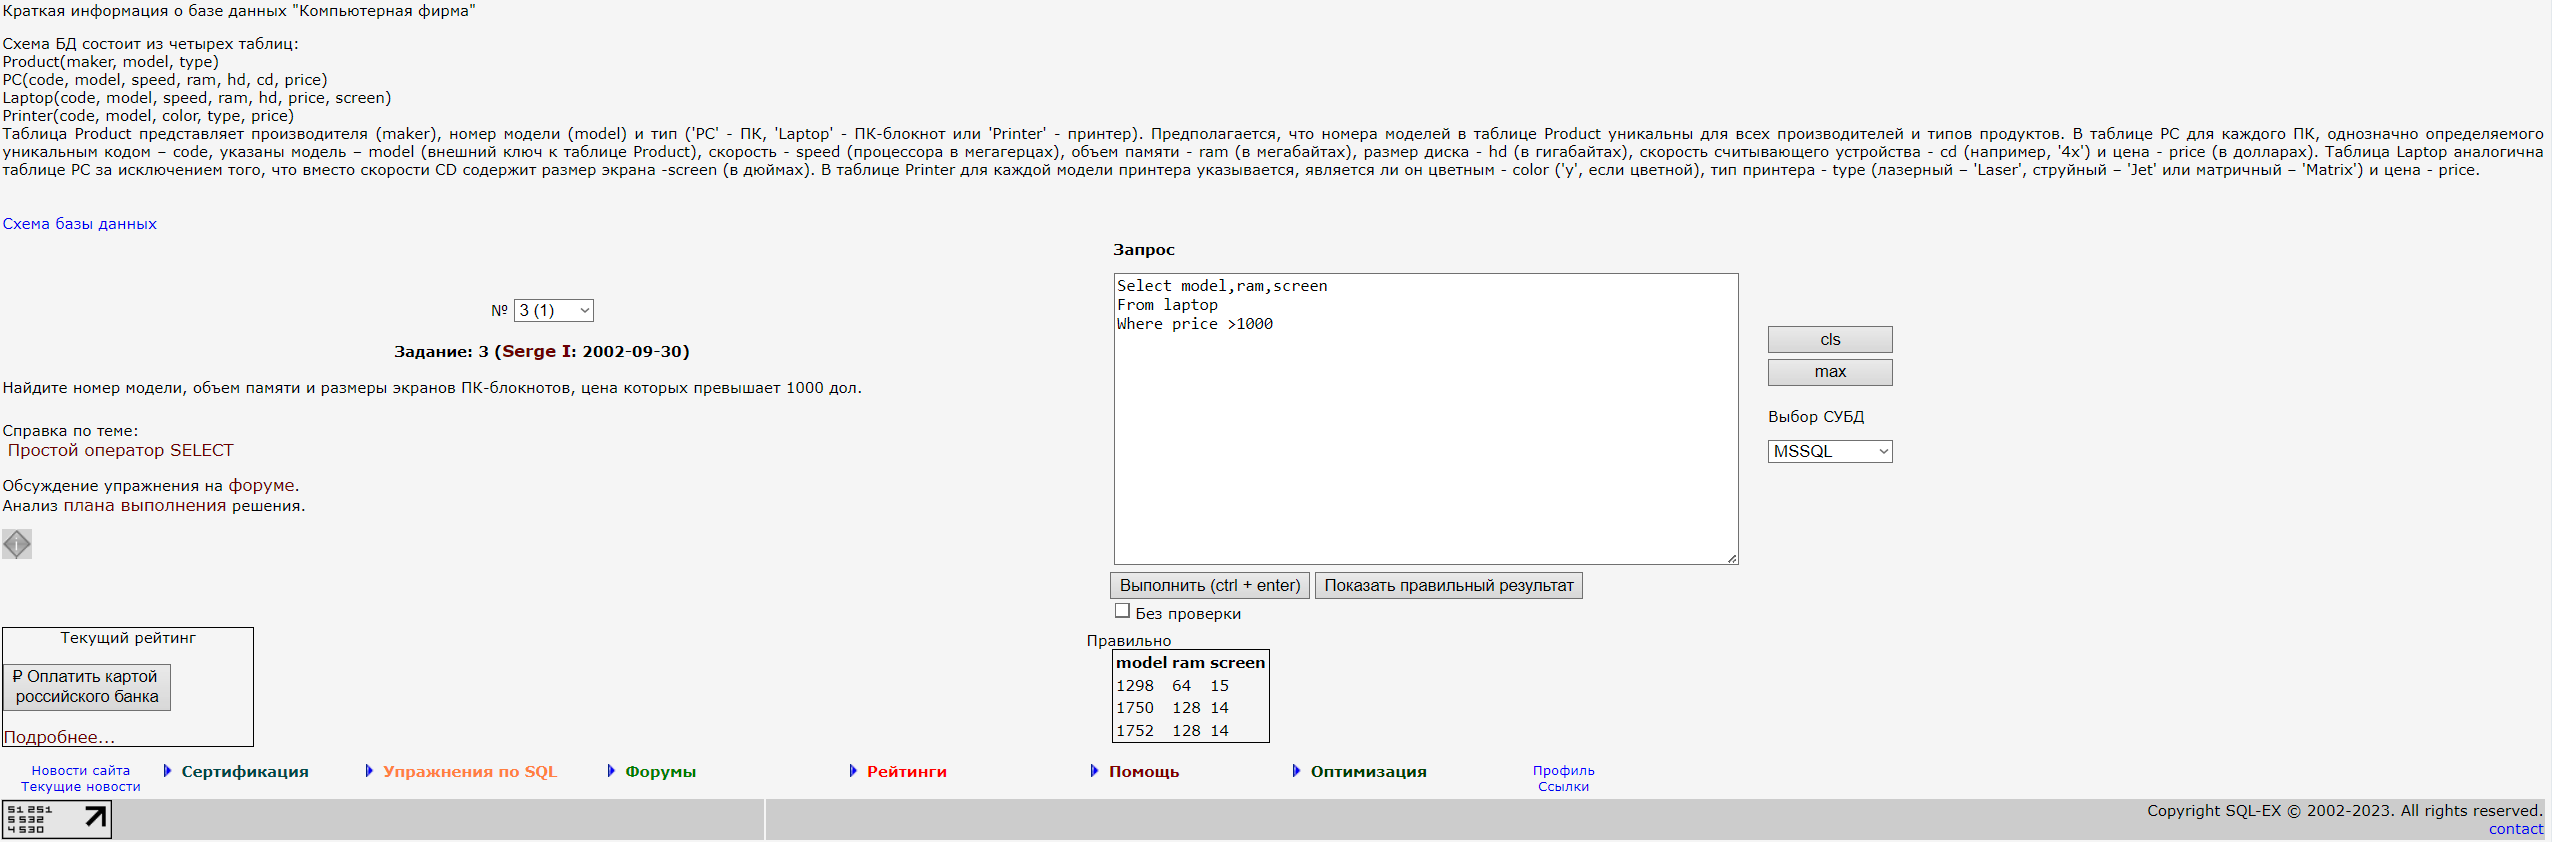 Краткая информация о базе данных "Компьютерная фирма"
Схема БД состоит из четырех таблиц:
Product(maker, model, type)
PC(code, model, speed, ram, hd, cd, price)
Laptop(code, model, speed, ram, hd, price, screen)
Printer(code, model, color, type, price)
Таблица Product представляет производителя (maker), номер модели (model) и тип ('PC' - ПК, 'Laptop' - ПК-блокнот или 'Printer' - принтер). Предполагается, что номера моделей в таблице Product уникальны для всех производителей и типов продуктов. В таблице PC для каждого ПК, однозначно определяемого
уникальным кодом – code, указаны модель – model (внешний ключ к таблице Product), скорость - speed (процессора в мегагерцах), объем памяти - ram (в мегабайтах), размер диска - hd (в гигабайтах), скорость считывающего устройства - cd (например, '4x') и цена - price (в долларах). Таблица Laptop аналогична
таблице PC за исключением того, что вместо скорости CD содержит размер экрана -screen (в дюймах). В таблице Printer для каждой модели принтера указывается, является ли он цветным - color ('y', если цветной), тип принтера - type (лазерный – 'Laser', струйный – 'Jet' или матричный – 'Matrix') и цена - price.
Схема базы данных
№ 3 (1)
Задание: 3 (Serge I: 2002-09-30)
Найдите номер модели, объем памяти и размеры экранов ПК-блокнотов, цена которых превышает 1000 дол.
Справка по теме:
Простой оператор SELECT
Обсуждение упражнения на форуме.
Анализ плана выполнения решения.
i
Запрос
Select model,ram,screen
From laptop
Where price >1000
cls
max
Выбор СУБД
MSSQL
Выполнить (ctrl + enter) Показать правильный результат
Без проверки
Текущий рейтинг
₽ Оплатить картой
российского банка
Подробнее...
Правильно
model ram screen
1298 64 15
1750 128 14
1752 128 14
Новости сайта
Текущие новости
Сертификация
Упражнения по SQL
Форумы
Рейтинги
Помощь
Оптимизация
Профиль
Ссылки
51251
5532
4530
Copyright SQL-EX © 2002-2023. All rights reserved.
contact